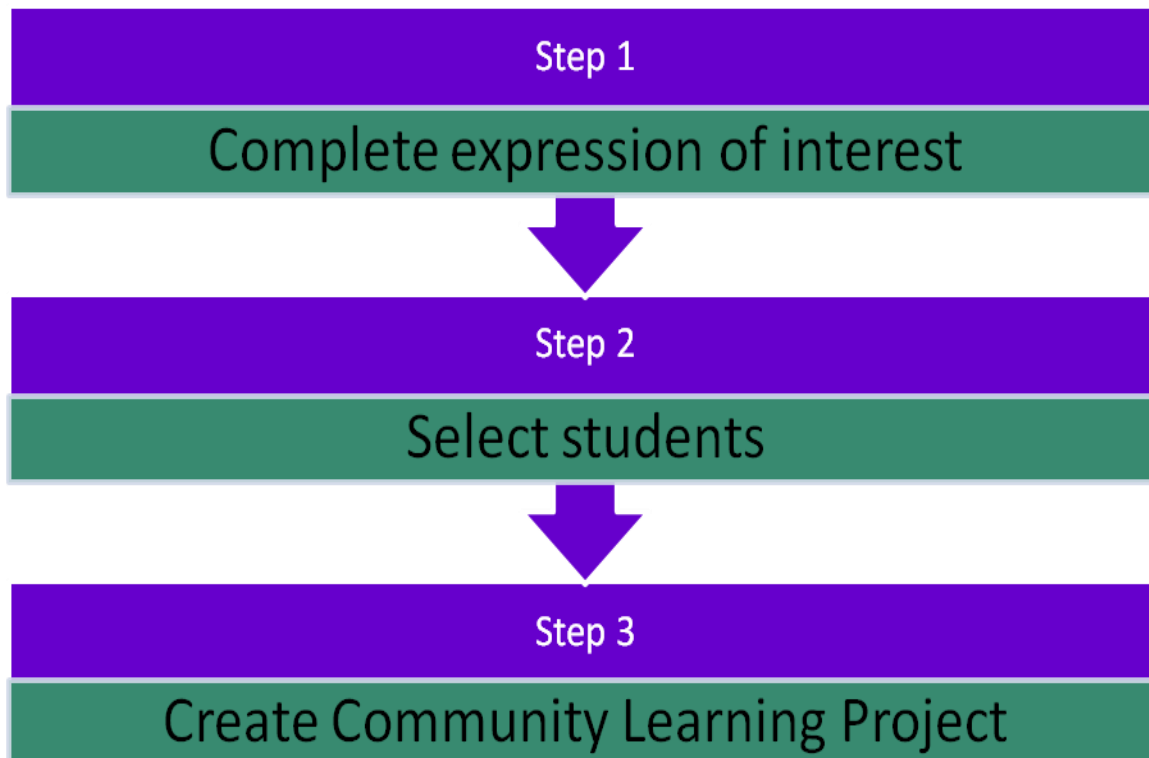 Step 1
Complete expression of interest
Step 2
Select students
Step 3
Create Community Learning Project